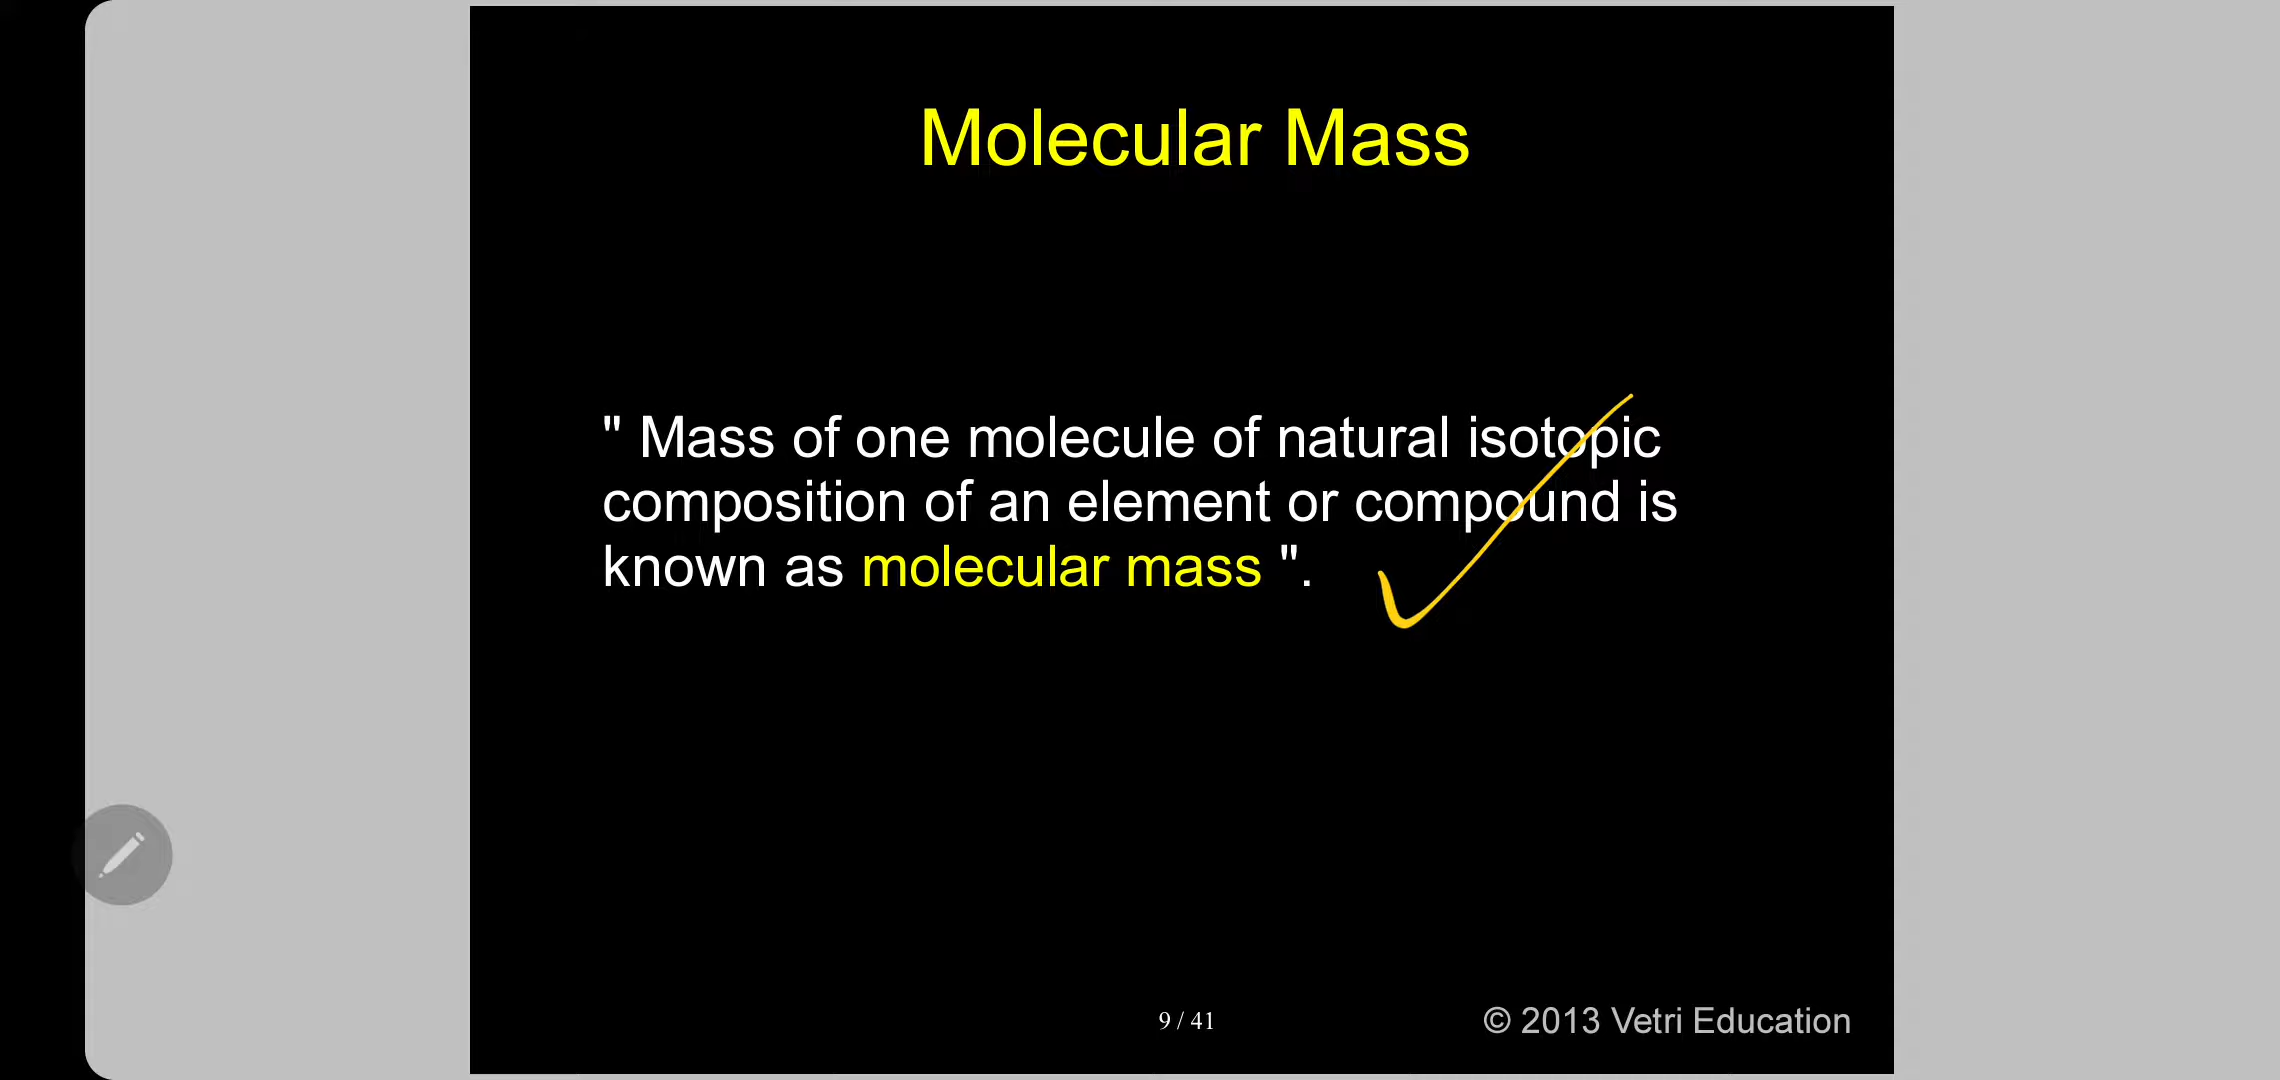 Molecular Mass
" Mass of one molecule of natural isotopic
composition of an element or compound is
known as molecular mass ".
9 / 41
© 2013 Vetri Education